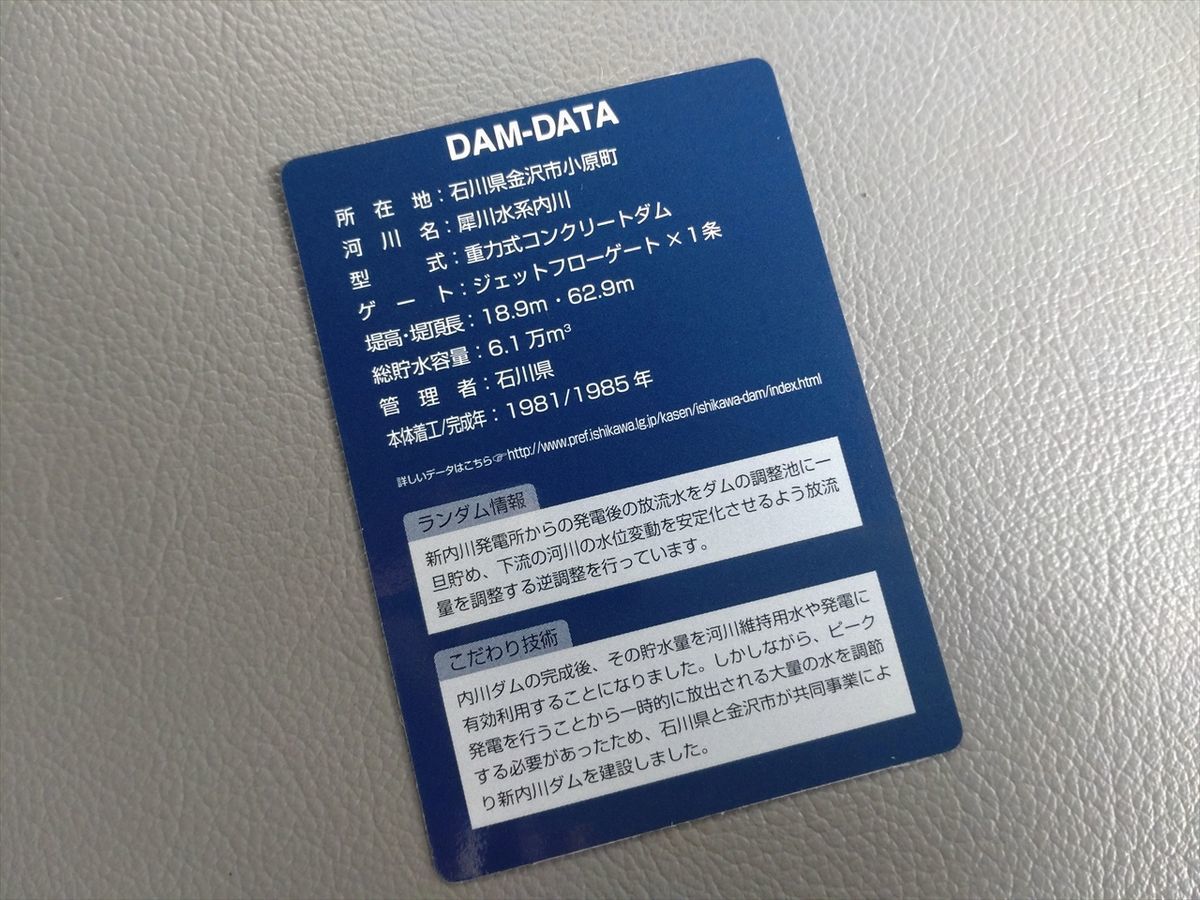 DAM-DATA
所在地：石川県金沢市小原町
河川名：犀川水系内川
型式：重力式コンクリートダム
ゲート：ジェットフローゲート×1条
堤高・堤頂長：18.9m・62.9m
総貯水容量：6.1万m³
管理者：石川県
本体着工/完成年：1981/1985年
詳しいデータはこちら☞http://www.pref.ishikawa.lg.jp/kasen/ishikawa-dam/index.html
ランダム情報
新内川発電所からの発電後の放流水をダムの調整池に一
旦貯め、下流の河川の水位変動を安定化させるよう放流
量を調整する逆調整を行っています。
こだわり技術
内川ダムの完成後、その貯水量を河川維持用水や発電に
有効利用することになりました。しかしながら、ピーク
発電を行うことから一時的に放出される大量の水を調節
する必要があったため、石川県と金沢市が共同事業によ
り新内川ダムを建設しました。